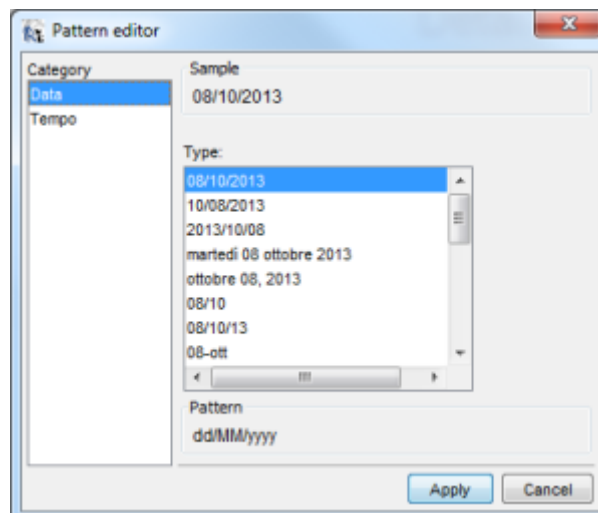 Pattern editor
Category
Data
Tempo
Sample
08/10/2013
Type:
08/10/2013
10/08/2013
2013/10/08
martedì 08 ottobre 2013
ottobre 08, 2013
08/10
08/10/13
08-ott
Pattern
dd/MM/yyyy
Apply
Cancel